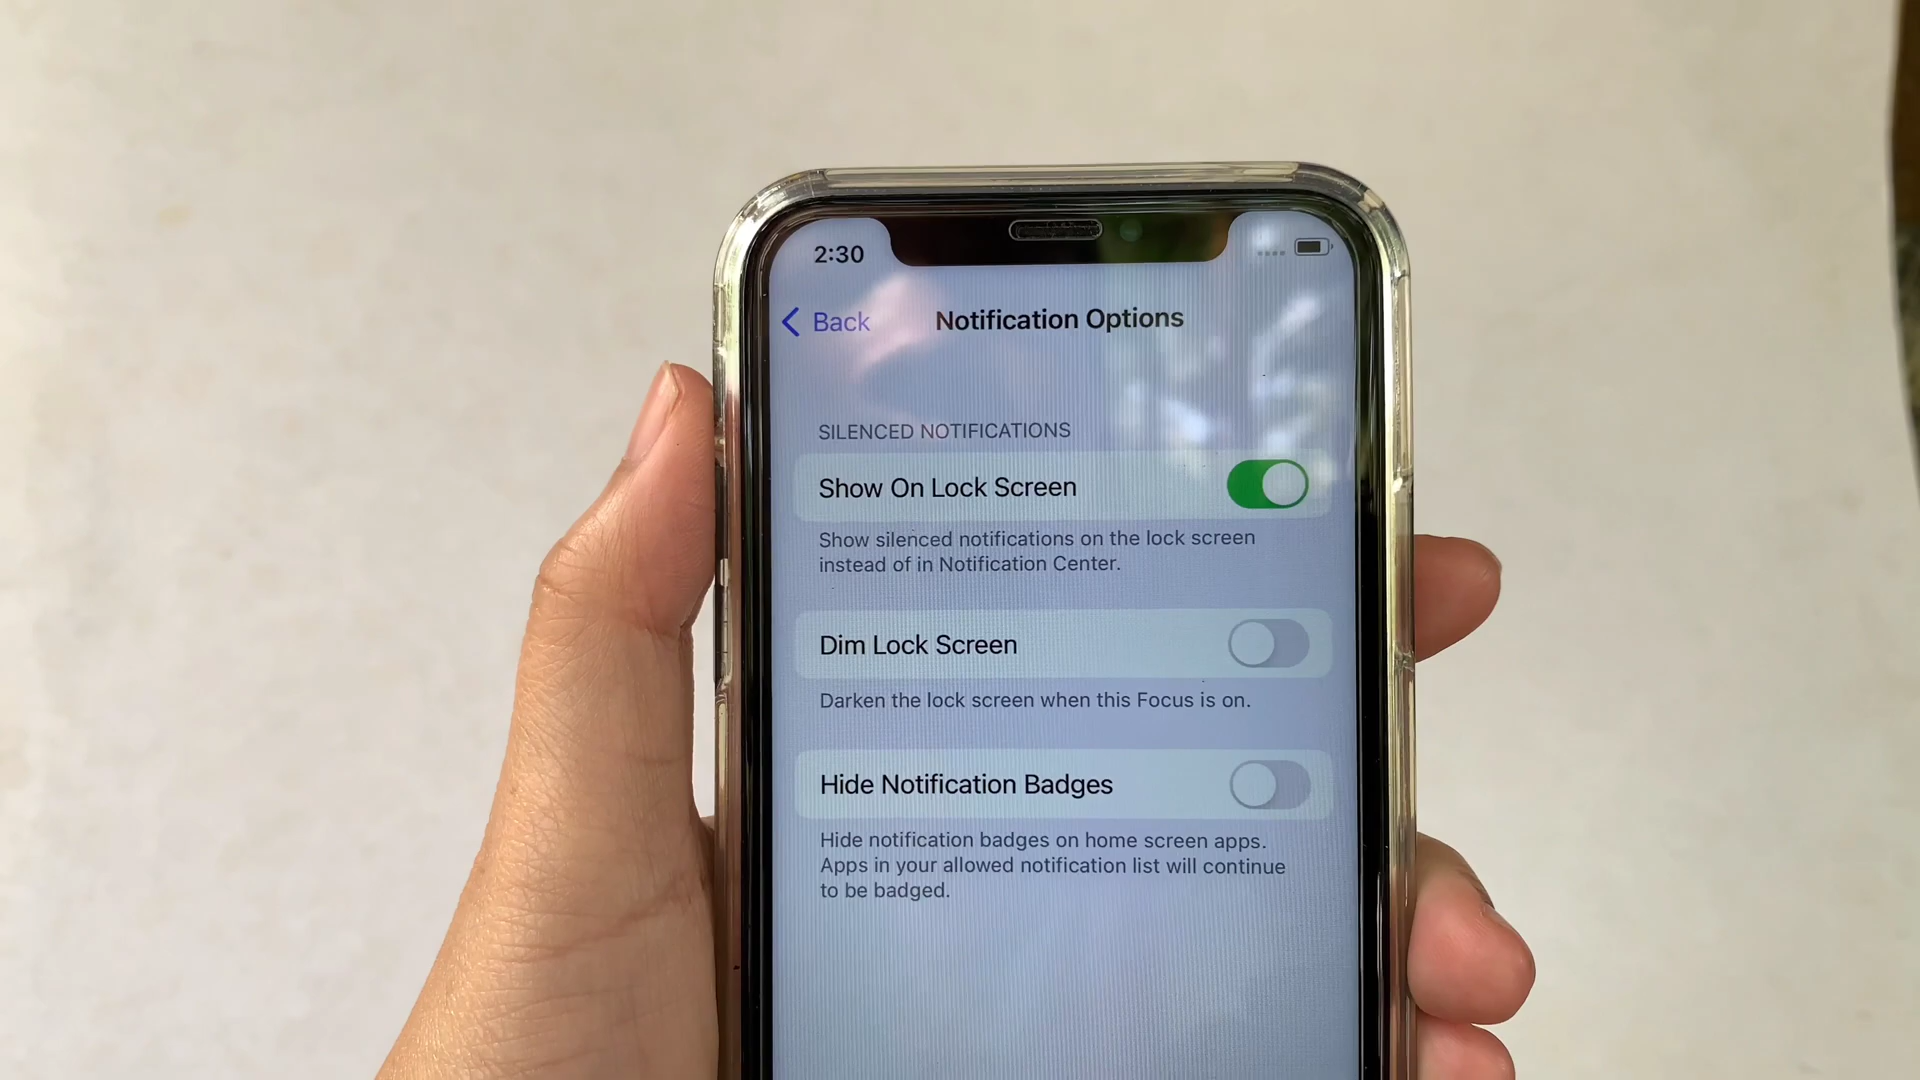 2:30
Back
Notification Options
SILENCED NOTIFICATIONS
Show On Lock Screen
Show silenced notifications on the lock screen
instead of in Notification Center.
Dim Lock Screen
Darken the lock screen when this Focus is on.
Hide Notification Badges
Hide notification badges on home screen apps.
Apps in your allowed notification list will continue
to be badged.